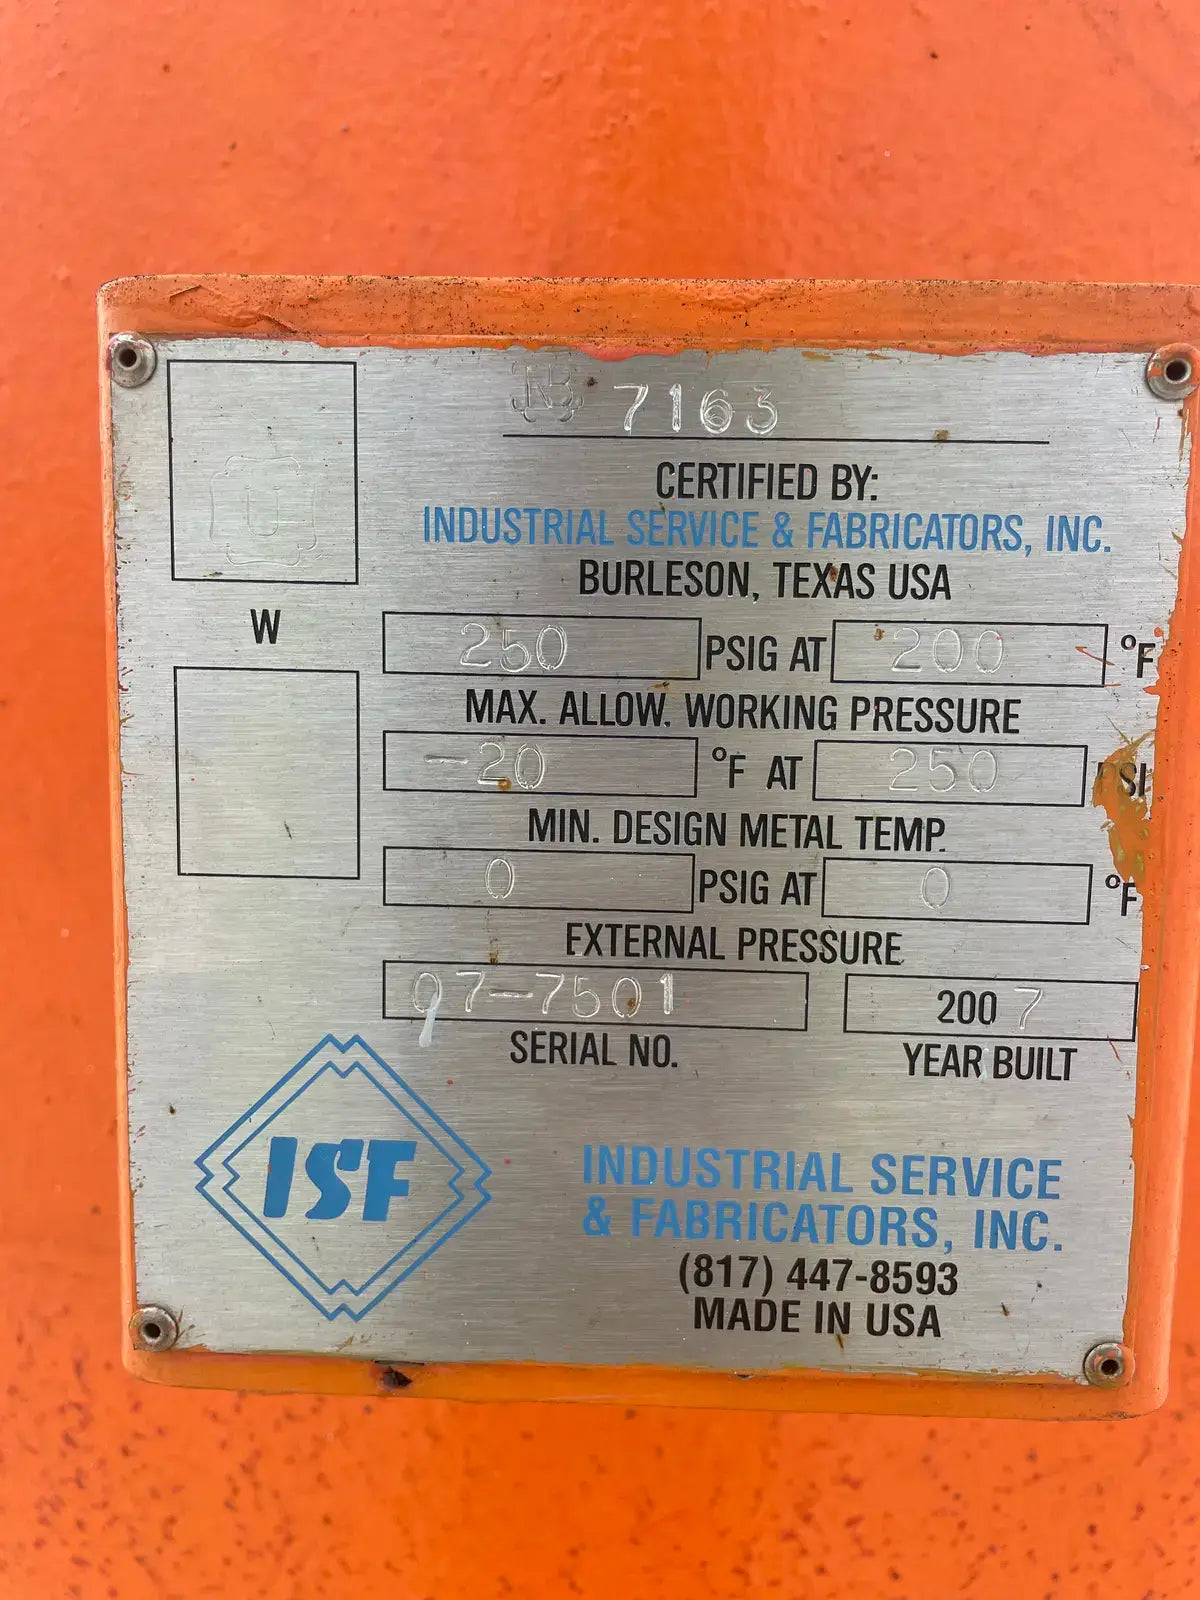 NB 7163
CERTIFIED BY:
INDUSTRIAL SERVICE & FABRICATORS, INC.
BURLESON, TEXAS USA
U
W
250 PSIG AT 200 °F
MAX. ALLOW. WORKING PRESSURE
-20 °F AT 250 PSI
MIN. DESIGN METAL TEMP.
0 PSIG AT 0 °F
EXTERNAL PRESSURE
07-7501 2007
SERIAL NO. YEAR BUILT
ISF
INDUSTRIAL SERVICE
& FABRICATORS, INC.
(817) 447-8593
MADE IN USA